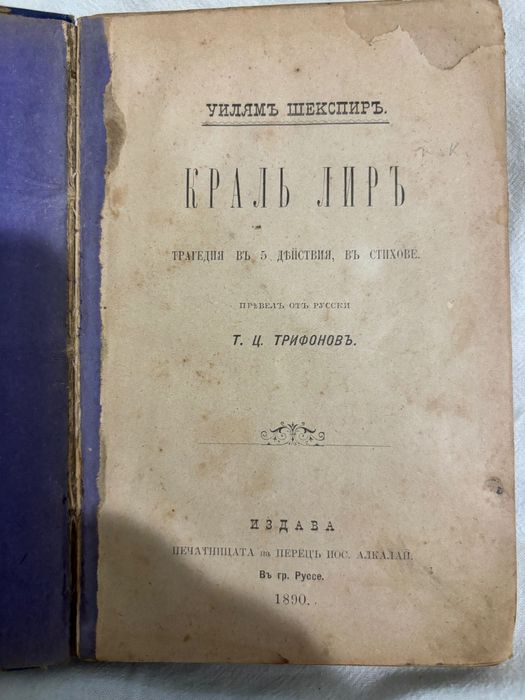 УИЛЯМЪ ШЕКСПИРЪ.
КРАЛЬ ЛИРЪ
ТРАГЕДИЯ ВЪ 5 ДѢЙСТВИЯ, ВЪ СТИХОВЕ.
ПРѢВЕЛЪ ОТЪ РУССКИ
Т. Ц. ТРИФОНОВЪ.
ИЗДАВА
ПЕЧАТНИЦАТА на ПЕРЕЦЪ ИОС. АЛКАЛАЙ.
Въ гр. Руссе.
1890.